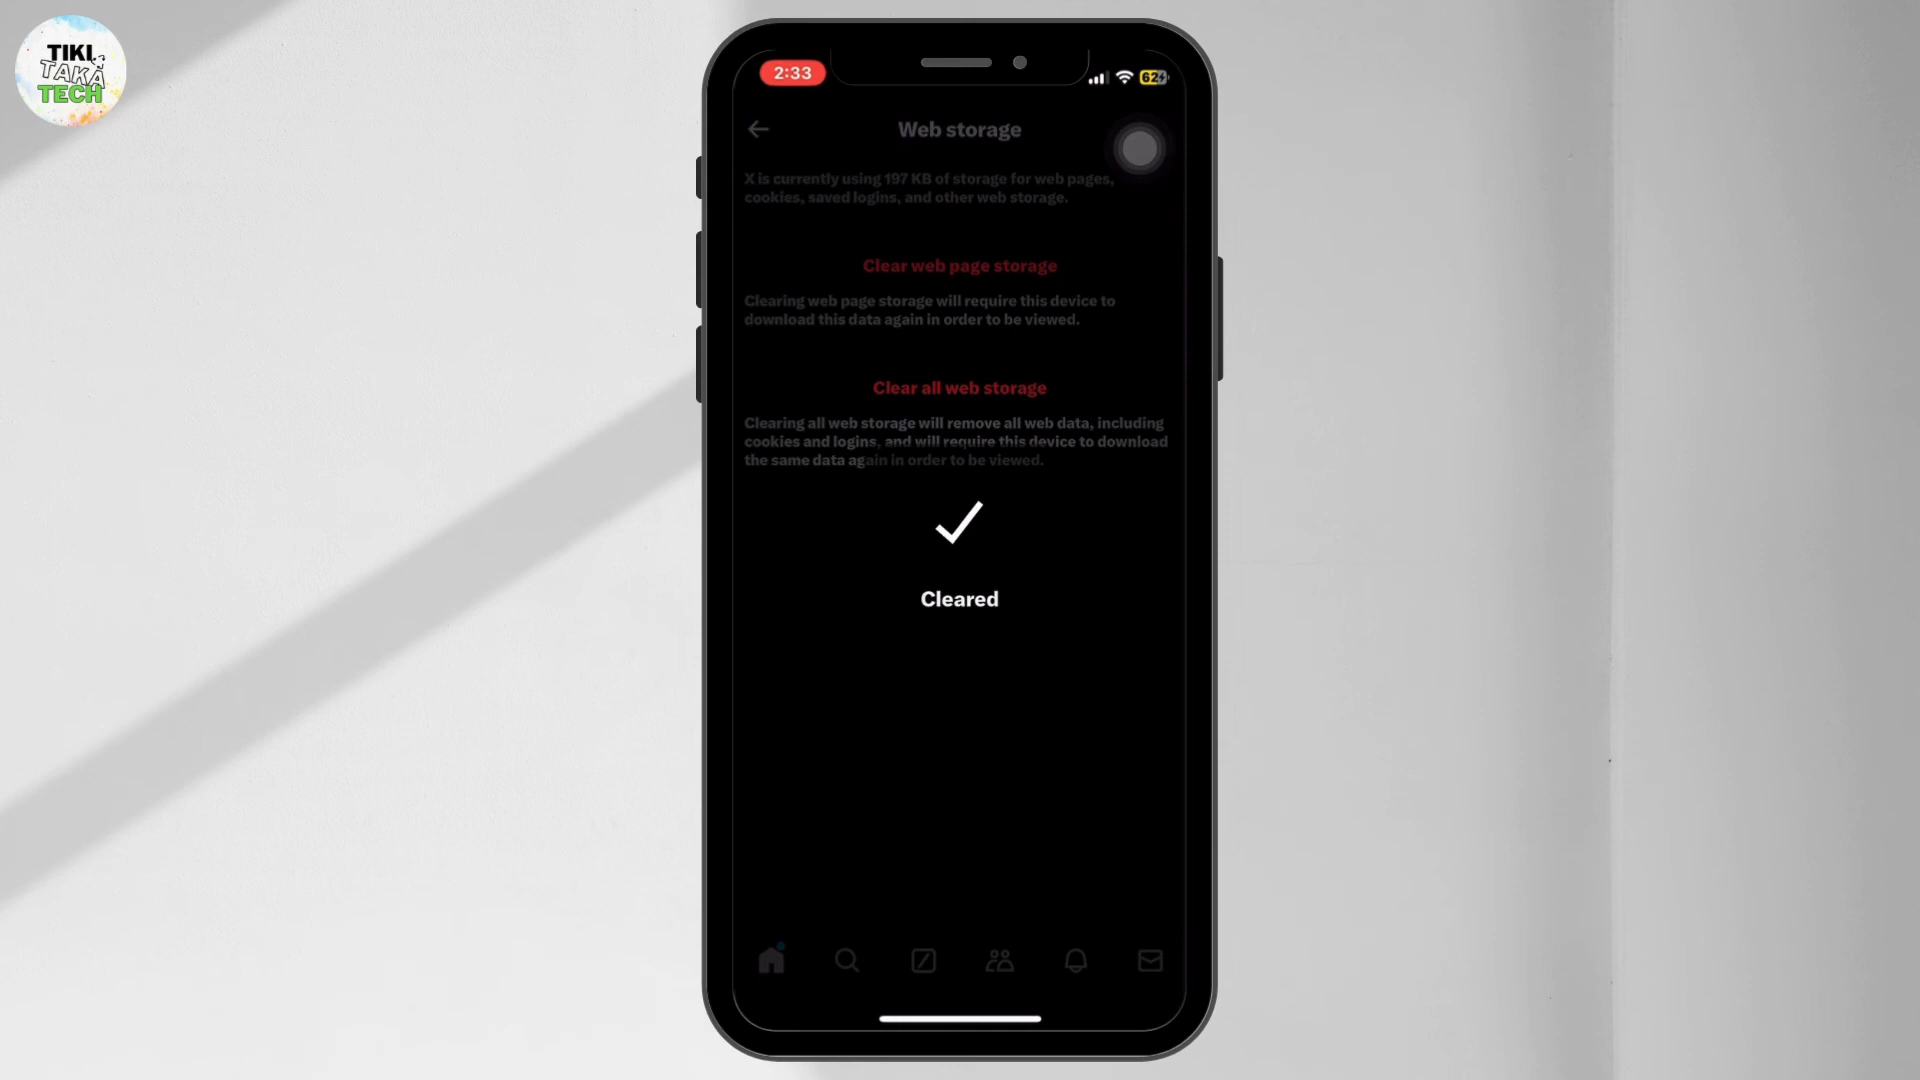 TIKI
TAKA
TECH
2:33
62
Web storage
X is currently using 197 KB of storage for web pages,
cookies, saved logins, and other web storage.
Clear web page storage
Clearing web page storage will require this device to
download this data again in order to be viewed.
Clear all web storage
Clearing all web storage will remove all web data, including
cookies and logins, and will require this device to download
the same data again in order to be viewed.
Cleared